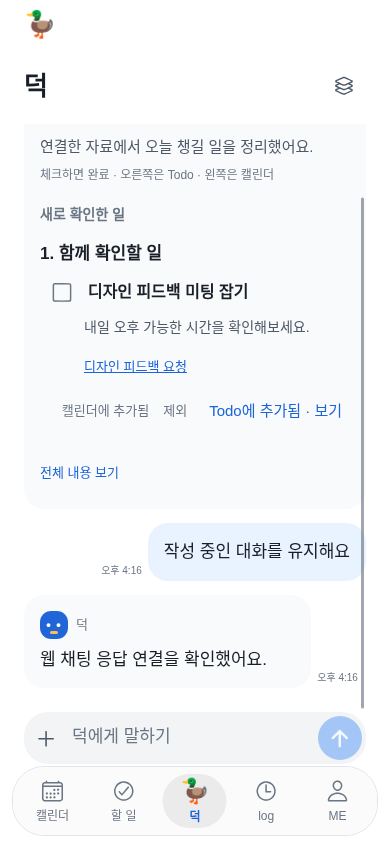 덕
연결한 자료에서 오늘 챙길 일을 정리했어요.
체크하면 완료 · 오른쪽은 Todo · 왼쪽은 캘린더
새로 확인한 일
1. 함께 확인할 일
디자인 피드백 미팅 잡기
내일 오후 가능한 시간을 확인해보세요.
디자인 피드백 요청
캘린더에 추가됨 제외 Todo에 추가됨 · 보기
전체 내용 보기
작성 중인 대화를 유지해요
오후 4:16
덕
웹 채팅 응답 연결을 확인했어요.
오후 4:16
덕에게 말하기
캘린더 할 일 덕 log ME